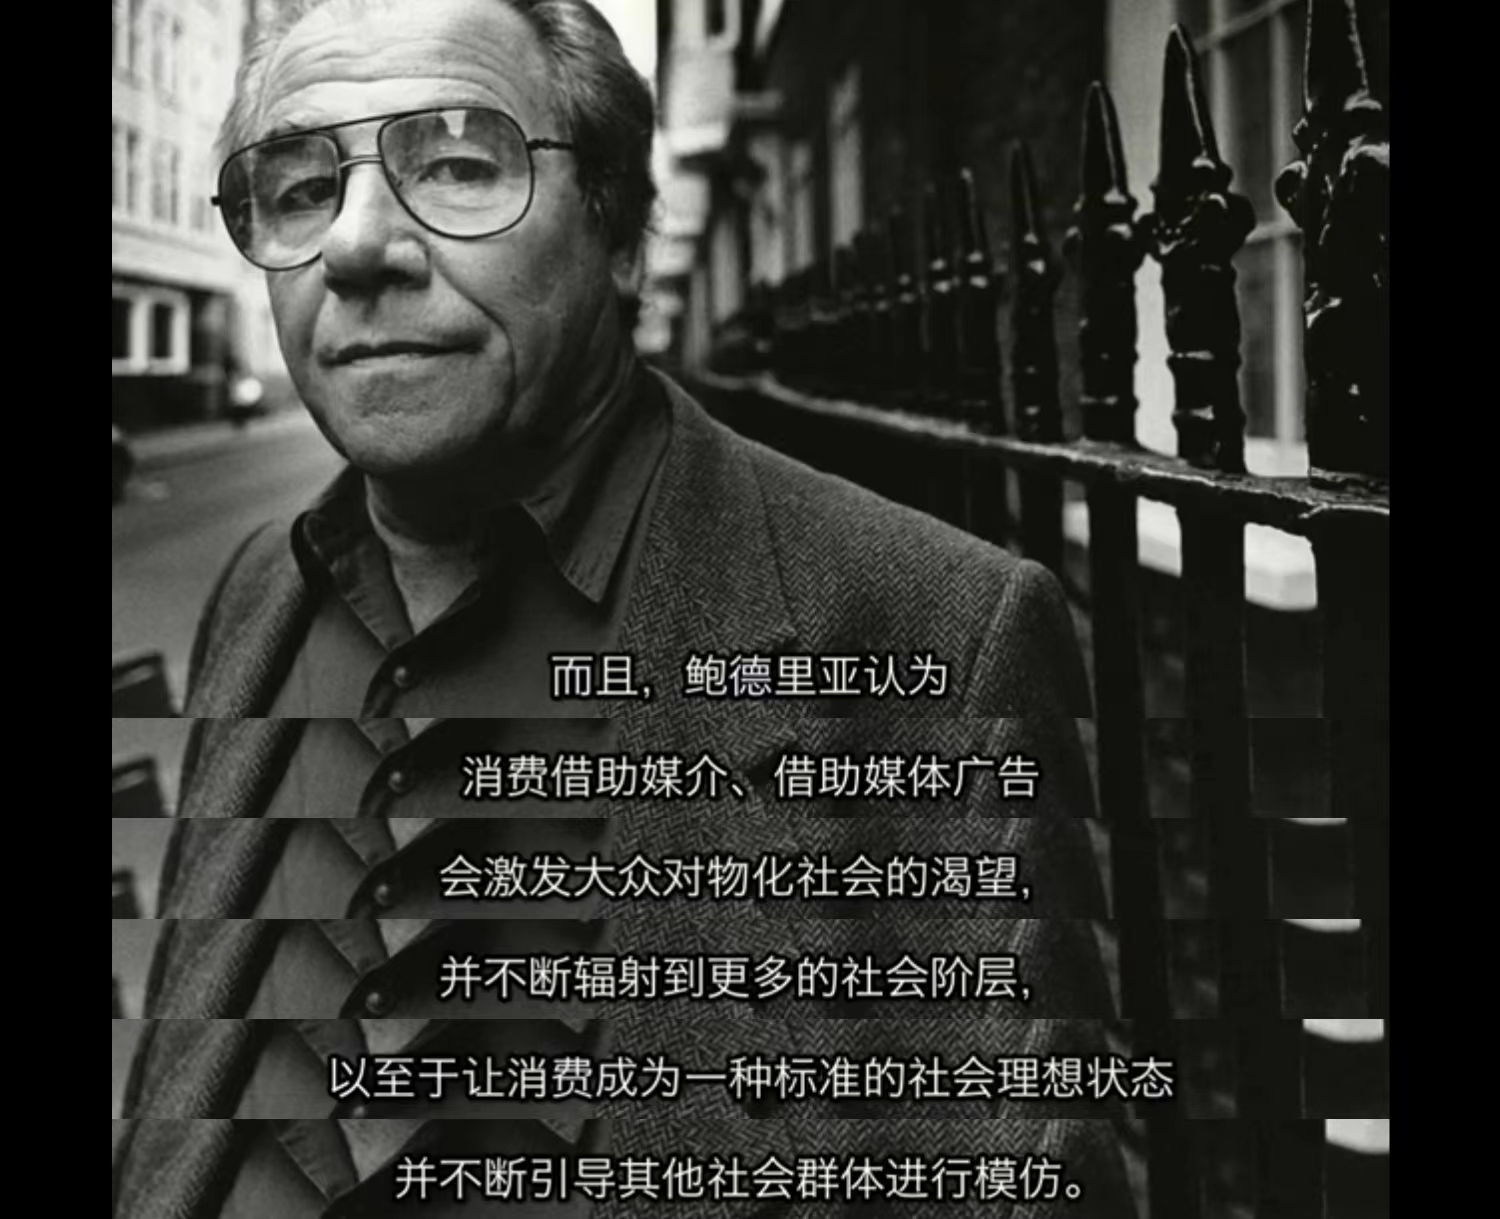 而且，鲍德里亚认为
消费借助媒介、借助媒体广告
会激发大众对物化社会的渴望，
并不断辐射到更多的社会阶层，
以至于让消费成为一种标准的社会理想状态
并不断引导其他社会群体进行模仿。